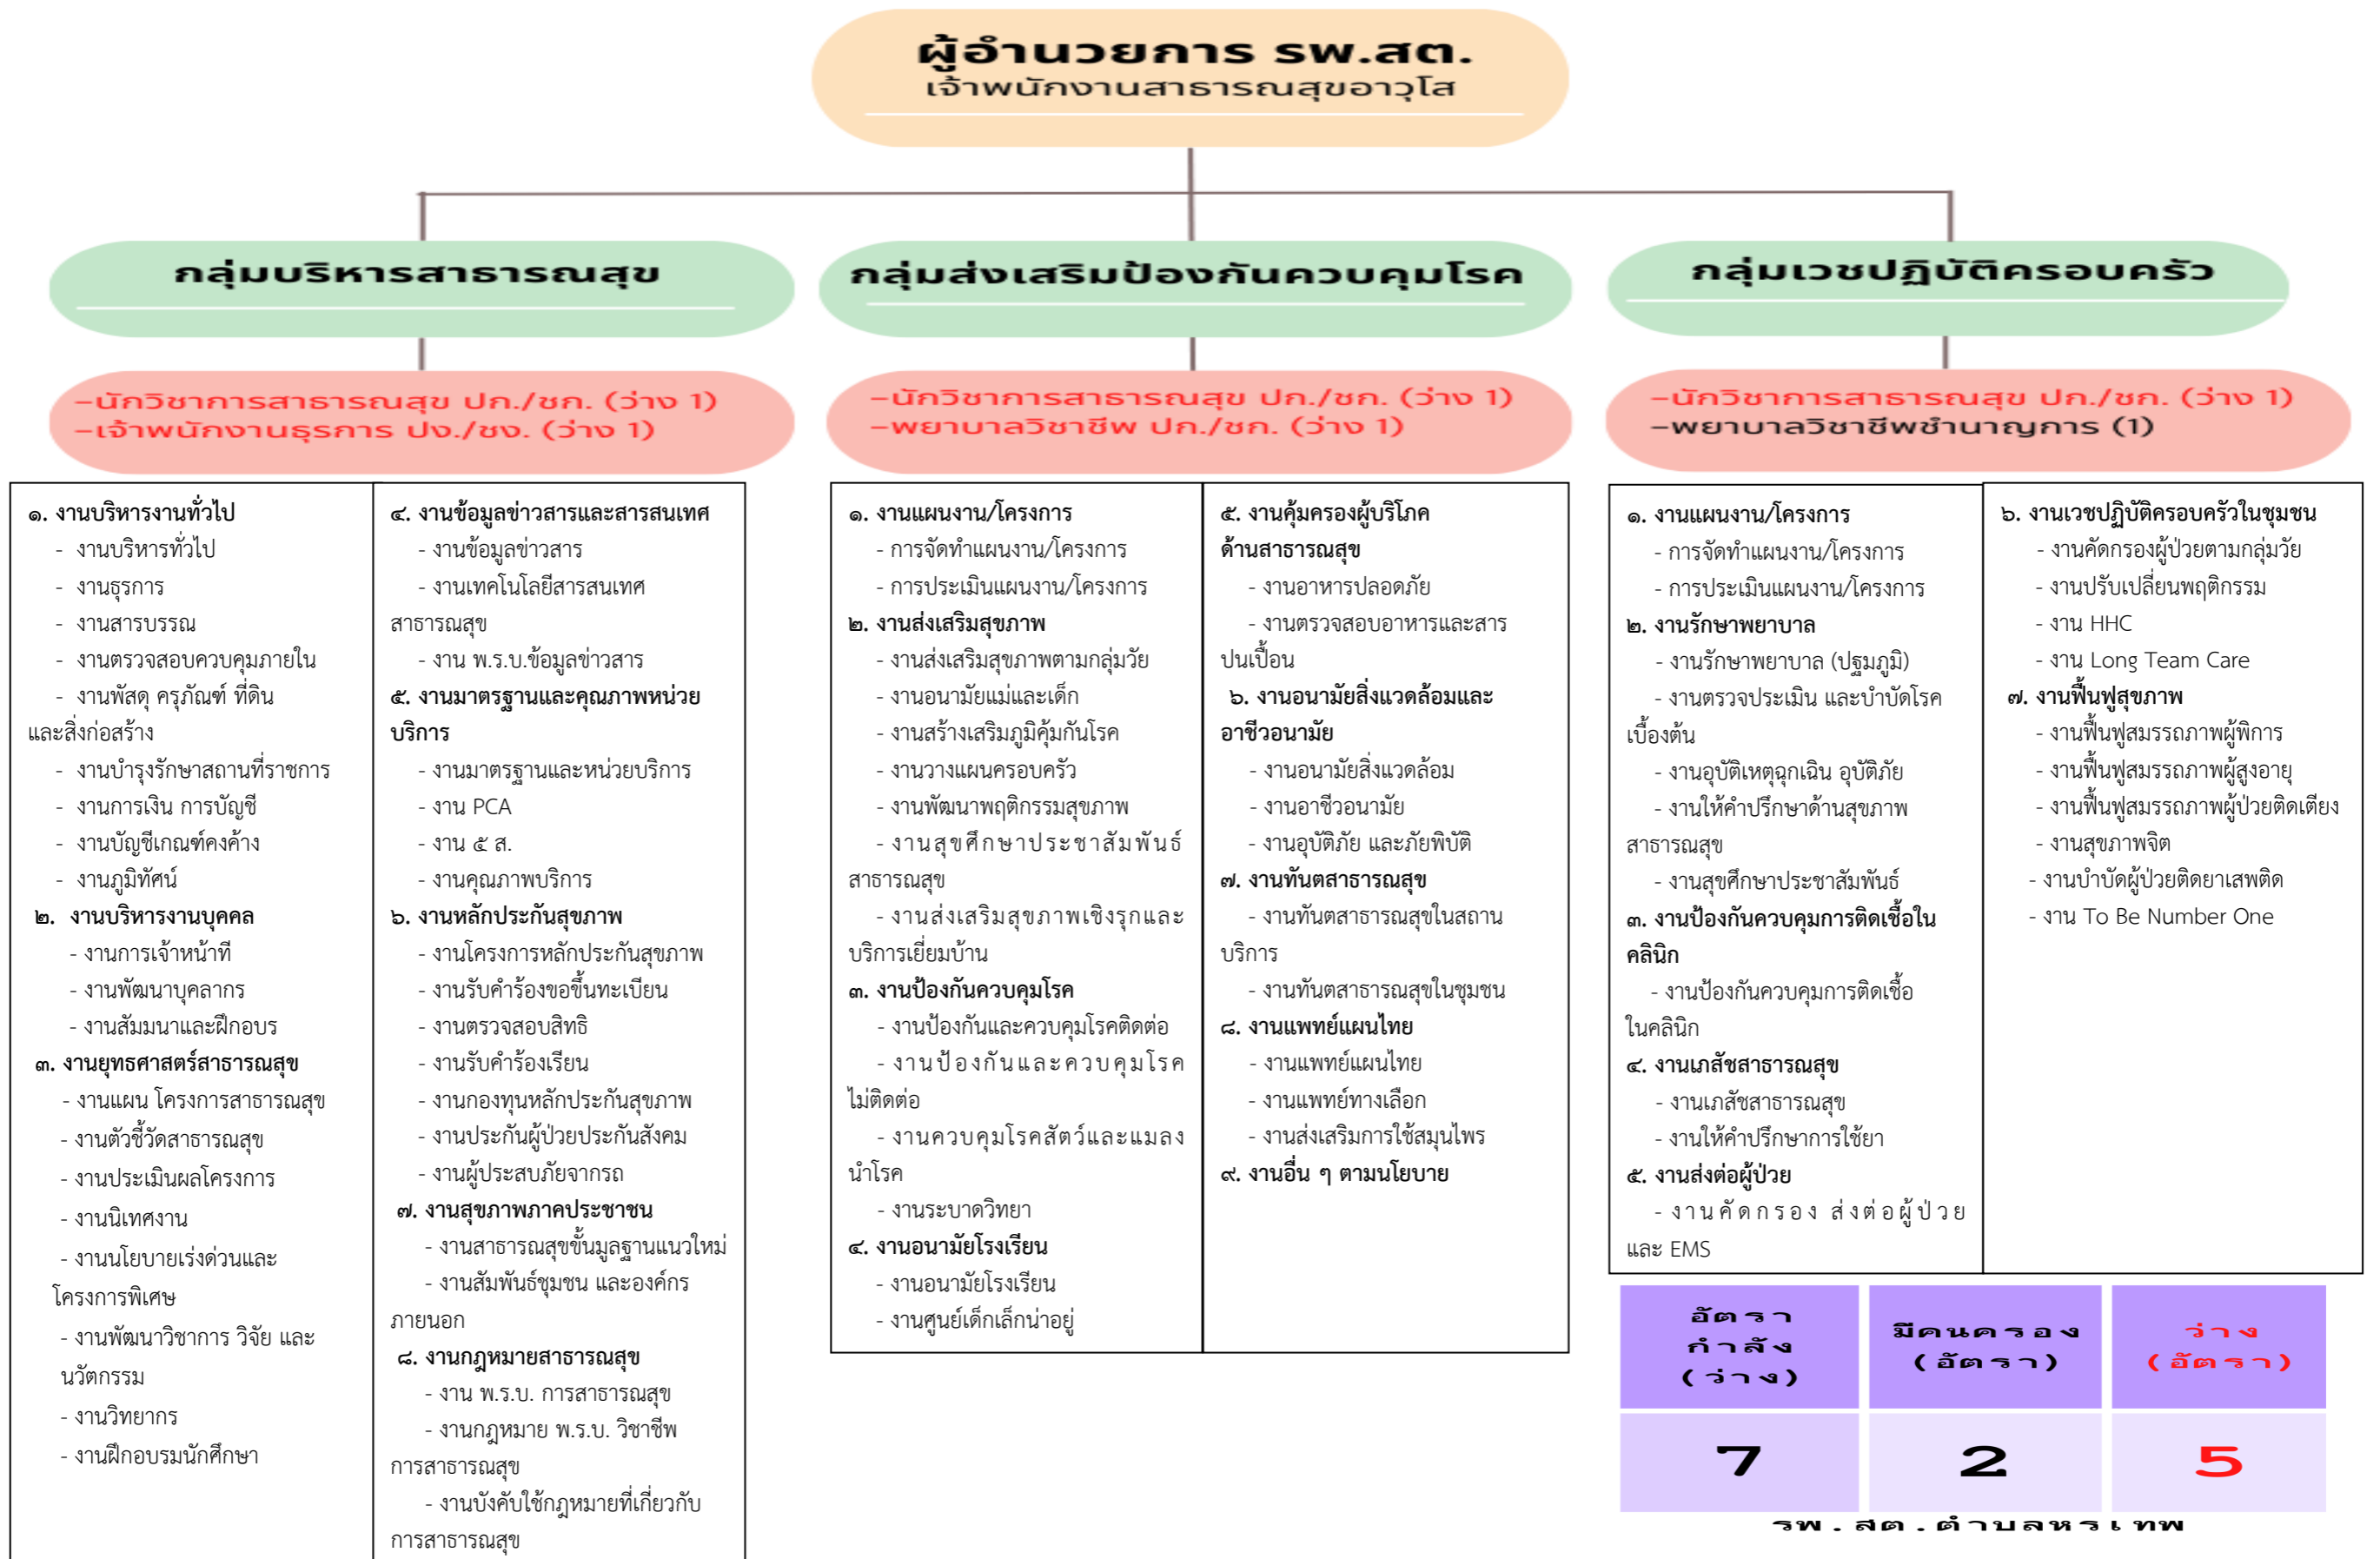 ผู้อำนวยการ รพ.สต.
เจ้าพนักงานสาธารณสุขอาวุโส
กลุ่มบริหารสาธารณสุข
-นักวิชาการสาธารณสุข ปก./ชก. (ว่าง 1)
-เจ้าพนักงานธุรการ ปง./ชง. (ว่าง 1)
๑. งานบริหารงานทั่วไป
- งานบริหารทั่วไป
- งานธุรการ
- งานสารบรรณ
- งานตรวจสอบควบคุมภายใน
- งานพัสดุ ครุภัณฑ์ ที่ดิน
และสิ่งก่อสร้าง
- งานบำรุงรักษาสถานที่ราชการ
- งานการเงิน การบัญชี
- งานบัญชีเกณฑ์คงค้าง
- งานภูมิทัศน์
๒. งานบริหารงานบุคคล
- งานการเจ้าหน้าที่
- งานพัฒนาบุคลากร
- งานสัมมนาและฝึกอบร
๓. งานยุทธศาสตร์สาธารณสุข
- งานแผน โครงการสาธารณสุข
- งานตัวชี้วัดสาธารณสุข
- งานประเมินผลโครงการ
- งานนิเทศงาน
- งานนโยบายเร่งด่วนและ
โครงการพิเศษ
- งานพัฒนาวิชาการ วิจัย และ
นวัตกรรม
- งานวิทยากร
- งานฝึกอบรมนักศึกษา
๔. งานข้อมูลข่าวสารและสารสนเทศ
- งานข้อมูลข่าวสาร
- งานเทคโนโลยีสารสนเทศ
สาธารณสุข
- งาน พ.ร.บ.ข้อมูลข่าวสาร
๕. งานมาตรฐานและคุณภาพหน่วย
บริการ
- งานมาตรฐานและหน่วยบริการ
- งาน PCA
- งาน ๕ ส.
- งานคุณภาพบริการ
๖. งานหลักประกันสุขภาพ
- งานโครงการหลักประกันสุขภาพ
- งานรับคำร้องขอขึ้นทะเบียน
- งานตรวจสอบสิทธิ
- งานรับคำร้องเรียน
- งานกองทุนหลักประกันสุขภาพ
- งานประกันผู้ป่วยประกันสังคม
- งานผู้ประสบภัยจากรถ
๗. งานสุขภาพภาคประชาชน
- งานสาธารณสุขขั้นมูลฐานแนวใหม่
- งานสัมพันธ์ชุมชน และองค์กร
ภายนอก
๘. งานกฎหมายสาธารณสุข
- งาน พ.ร.บ. การสาธารณสุข
- งานกฎหมาย พ.ร.บ. วิชาชีพ
การสาธารณสุข
- งานบังคับใช้กฎหมายที่เกี่ยวกับ
การสาธารณสุข
กลุ่มส่งเสริมป้องกันควบคุมโรค
-นักวิชาการสาธารณสุข ปก./ชก. (ว่าง 1)
-พยาบาลวิชาชีพ ปก./ชก. (ว่าง 1)
๑. งานแผนงาน/โครงการ
- การจัดทำแผนงาน/โครงการ
- การประเมินแผนงาน/โครงการ
๒. งานส่งเสริมสุขภาพ
- งานส่งเสริมสุขภาพตามกลุ่มวัย
- งานอนามัยแม่และเด็ก
- งานสร้างเสริมภูมิคุ้มกันโรค
- งานวางแผนครอบครัว
- งานพัฒนาพฤติกรรมสุขภาพ
- งานสุขศึกษาประชาสัมพันธ์
สาธารณสุข
- งานส่งเสริมสุขภาพเชิงรุกและ
บริการเยี่ยมบ้าน
๓. งานป้องกันควบคุมโรค
- งานป้องกันและควบคุมโรคติดต่อ
- งานป้องกันและควบคุมโรค
ไม่ติดต่อ
- งานควบคุมโรคสัตว์และแมลง
นำโรค
- งานระบาดวิทยา
๔. งานอนามัยโรงเรียน
- งานอนามัยโรงเรียน
- งานศูนย์เด็กเล็กน่าอยู่
๕. งานคุ้มครองผู้บริโภค
ด้านสาธารณสุข
- งานอาหารปลอดภัย
- งานตรวจสอบอาหารและสาร
ปนเปื้อน
๖. งานอนามัยสิ่งแวดล้อมและ
อาชีวอนามัย
- งานอนามัยสิ่งแวดล้อม
- งานอาชีวอนามัย
- งานอุบัติภัย และภัยพิบัติ
๗. งานทันตสาธารณสุข
- งานทันตสาธารณสุขในสถาน
บริการ
- งานทันตสาธารณสุขในชุมชน
๘. งานแพทย์แผนไทย
- งานแพทย์แผนไทย
- งานแพทย์ทางเลือก
- งานส่งเสริมการใช้สมุนไพร
๙. งานอื่น ๆ ตามนโยบาย
กลุ่มเวชปฏิบัติครอบครัว
-นักวิชาการสาธารณสุข ปก./ชก. (ว่าง 1)
-พยาบาลวิชาชีพชำนาญการ (1)
๑. งานแผนงาน/โครงการ
- การจัดทำแผนงาน/โครงการ
- การประเมินแผนงาน/โครงการ
๒. งานรักษาพยาบาล
- งานรักษาพยาบาล (ปฐมภูมิ)
- งานตรวจประเมิน และบำบัดโรค
เบื้องต้น
- งานอุบัติเหตุฉุกเฉิน อุบัติภัย
- งานให้คำปรึกษาด้านสุขภาพ
สาธารณสุข
- งานสุขศึกษาประชาสัมพันธ์
๓. งานป้องกันควบคุมการติดเชื้อใน
คลินิก
- งานป้องกันควบคุมการติดเชื้อ
ในคลินิก
๔. งานเภสัชสาธารณสุข
- งานเภสัชสาธารณสุข
- งานให้คำปรึกษาการใช้ยา
๕. งานส่งต่อผู้ป่วย
- งานคัดกรอง ส่งต่อผู้ป่วย
และ EMS
๖. งานเวชปฏิบัติครอบครัวในชุมชน
- งานคัดกรองผู้ป่วยตามกลุ่มวัย
- งานปรับเปลี่ยนพฤติกรรม
- งาน HHC
- งาน Long Team Care
๗. งานฟื้นฟูสุขภาพ
- งานฟื้นฟูสมรรถภาพผู้พิการ
- งานฟื้นฟูสมรรถภาพผู้สูงอายุ
- งานฟื้นฟูสมรรถภาพผู้ป่วยติดเตียง
- งานสุขภาพจิต
- งานบำบัดผู้ป่วยติดยาเสพติด
- งาน To Be Number One
อัตรา
กำลัง
(ว่าง)
มีคนครอง
(อัตรา)
ว่าง
(อัตรา)
7
2
5
รพ.สต.ตำบลหรเทพ